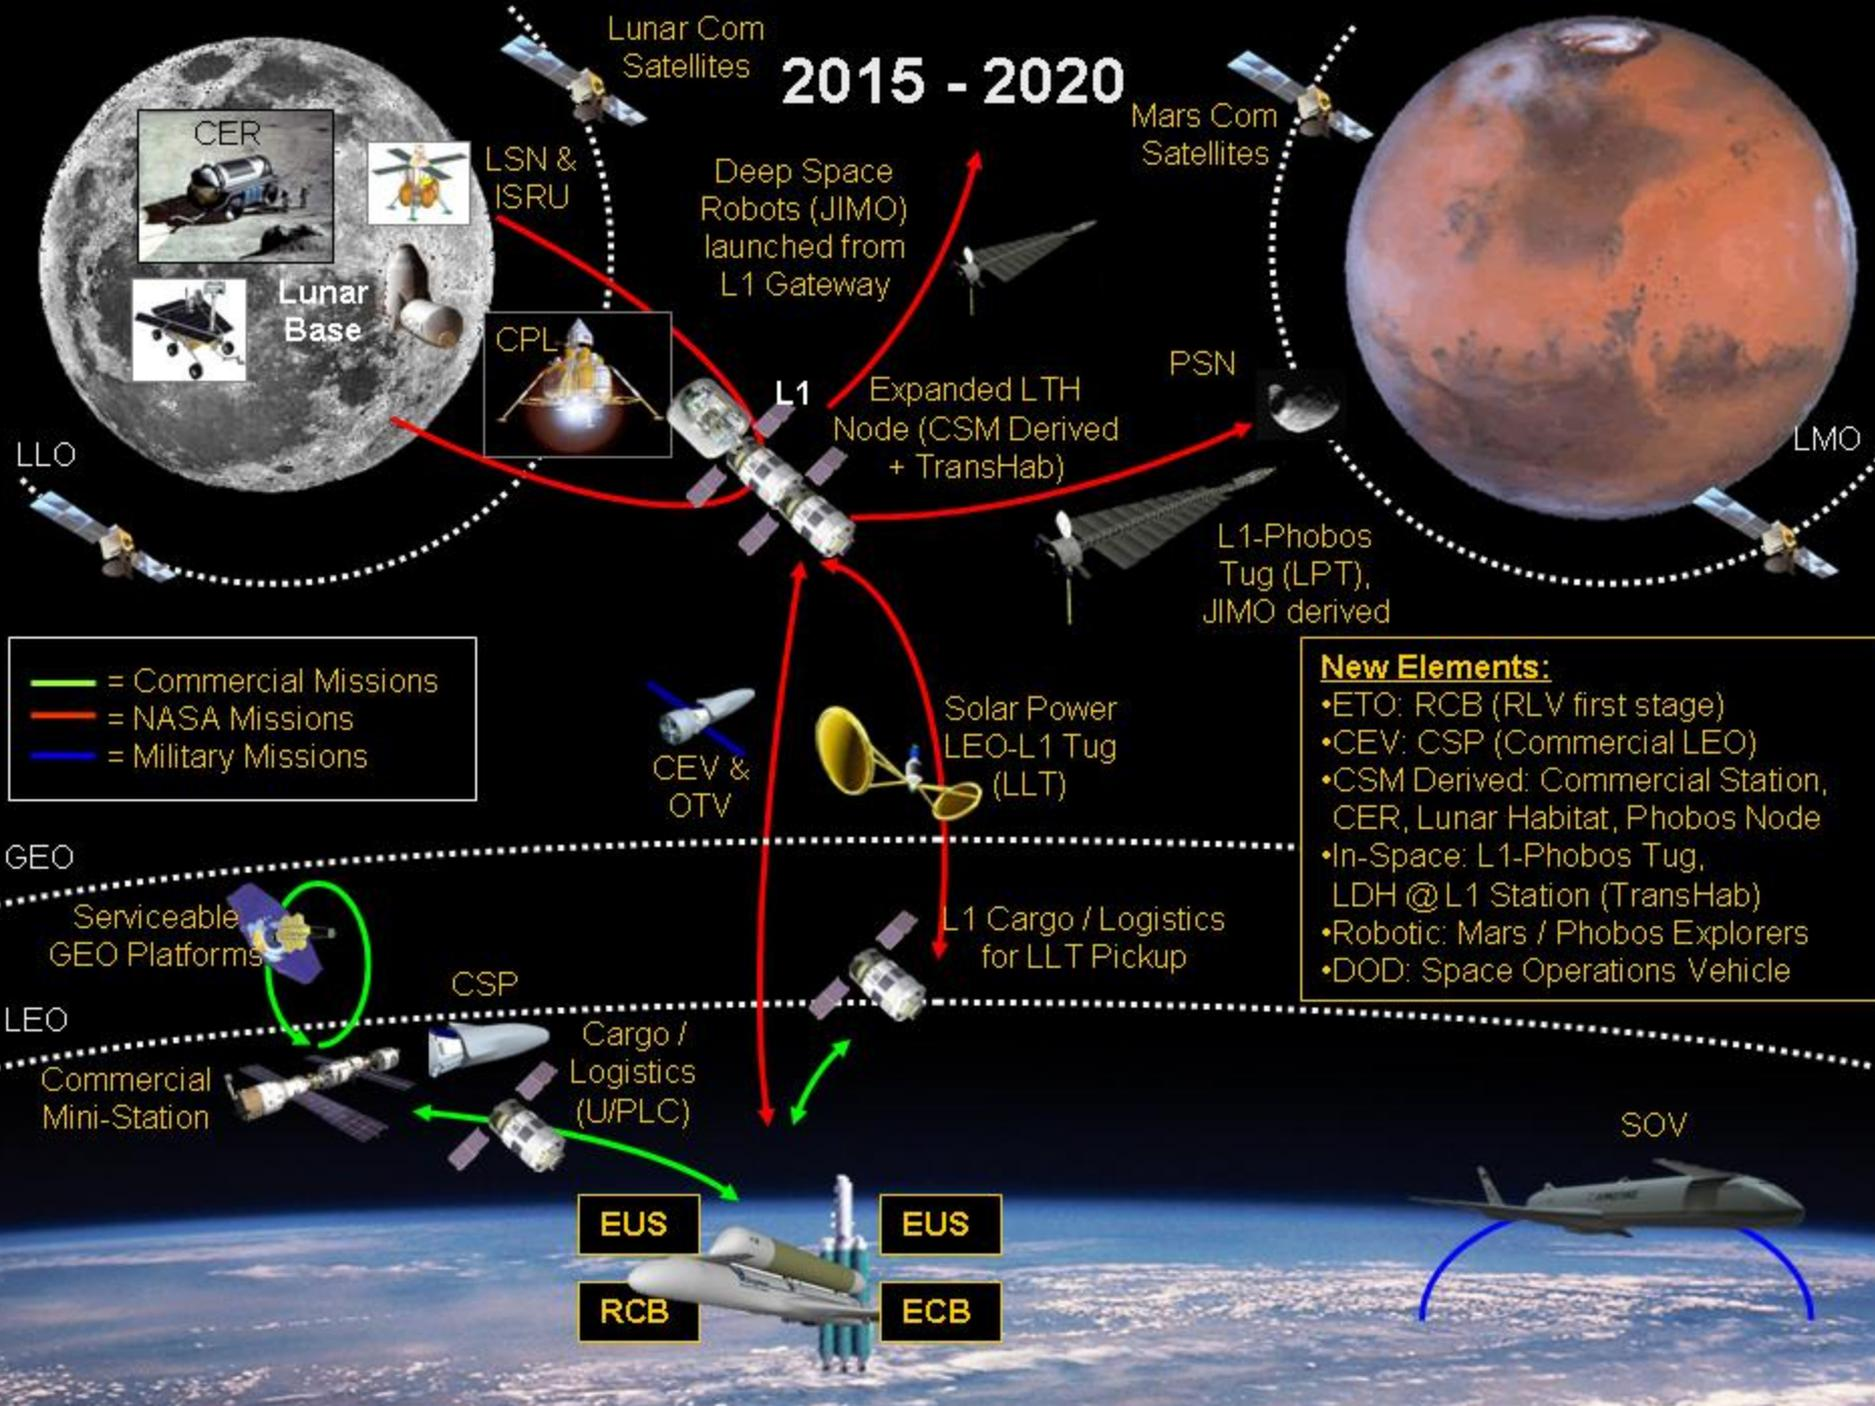 Lunar Com
Satellites
2015 - 2020
Mars Com
Satellites
CER
LSN &
ISRU
Deep Space
Robots (JIMO)
launched from
L1 Gateway
Lunar
Base
CPL
PSN
L1
Expanded LTH
Node (CSM Derived
+ TransHab)
LLO
LMO
L1-Phobos
Tug (LPT),
JIMO derived
= Commercial Missions
= NASA Missions
= Military Missions
CEV &
OTV
Solar Power
LEO-L1 Tug
(LLT)
New Elements:
•ETO: RCB (RLV first stage)
•CEV: CSP (Commercial LEO)
•CSM Derived: Commercial Station,
CER, Lunar Habitat, Phobos Node
•In-Space: L1-Phobos Tug,
LDH @ L1 Station (TransHab)
•Robotic: Mars / Phobos Explorers
•DOD: Space Operations Vehicle
GEO
Serviceable
GEO Platforms
L1 Cargo / Logistics
for LLT Pickup
CSP
LEO
Commercial
Mini-Station
Cargo /
Logistics
(U/PLC)
SOV
EUS
EUS
RCB
ECB